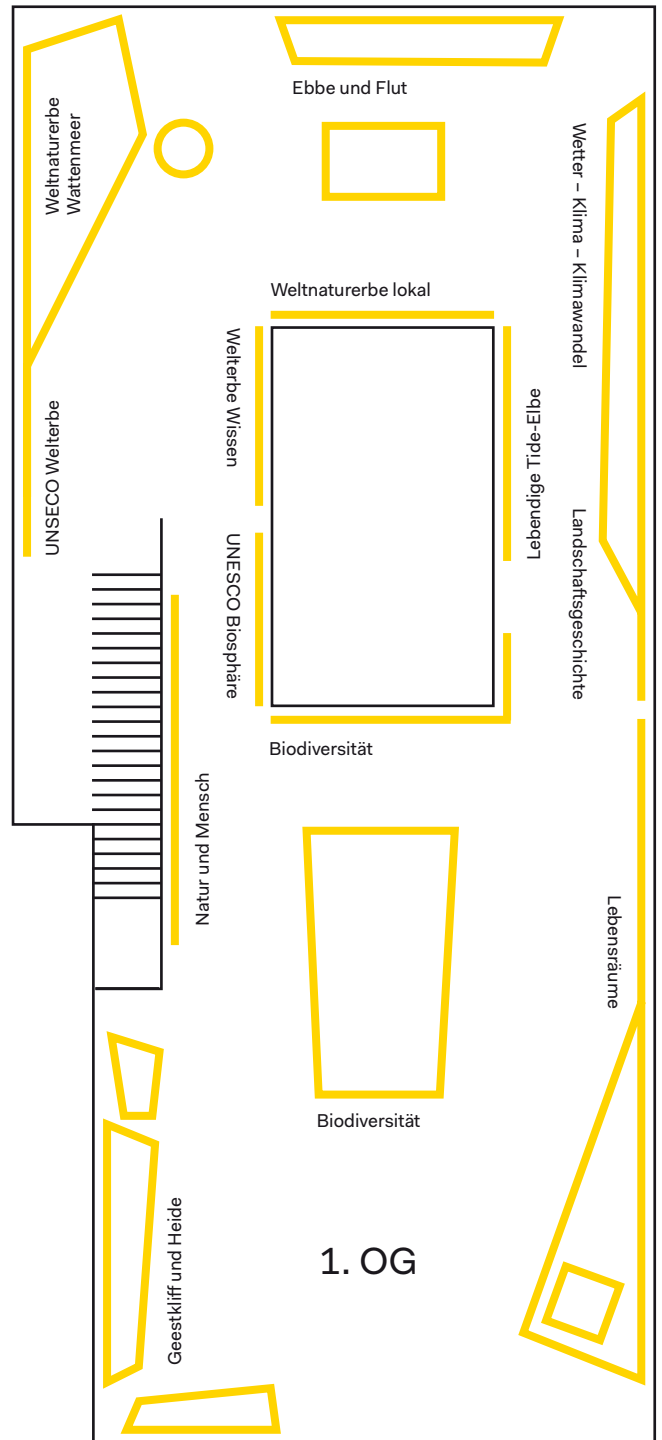 Ebbe und Flut
Weltnaturerbe
Wattenmeer
Wetter – Klima – Klimawandel
Weltnaturerbe lokal
Welterbe Wissen
Lebendige Tide-Elbe
UNSECO Welterbe
UNESCO Biosphäre
Landschaftsgeschichte
Biodiversität
Natur und Mensch
Lebensräume
Biodiversität
Geestkliff und Heide
1. OG